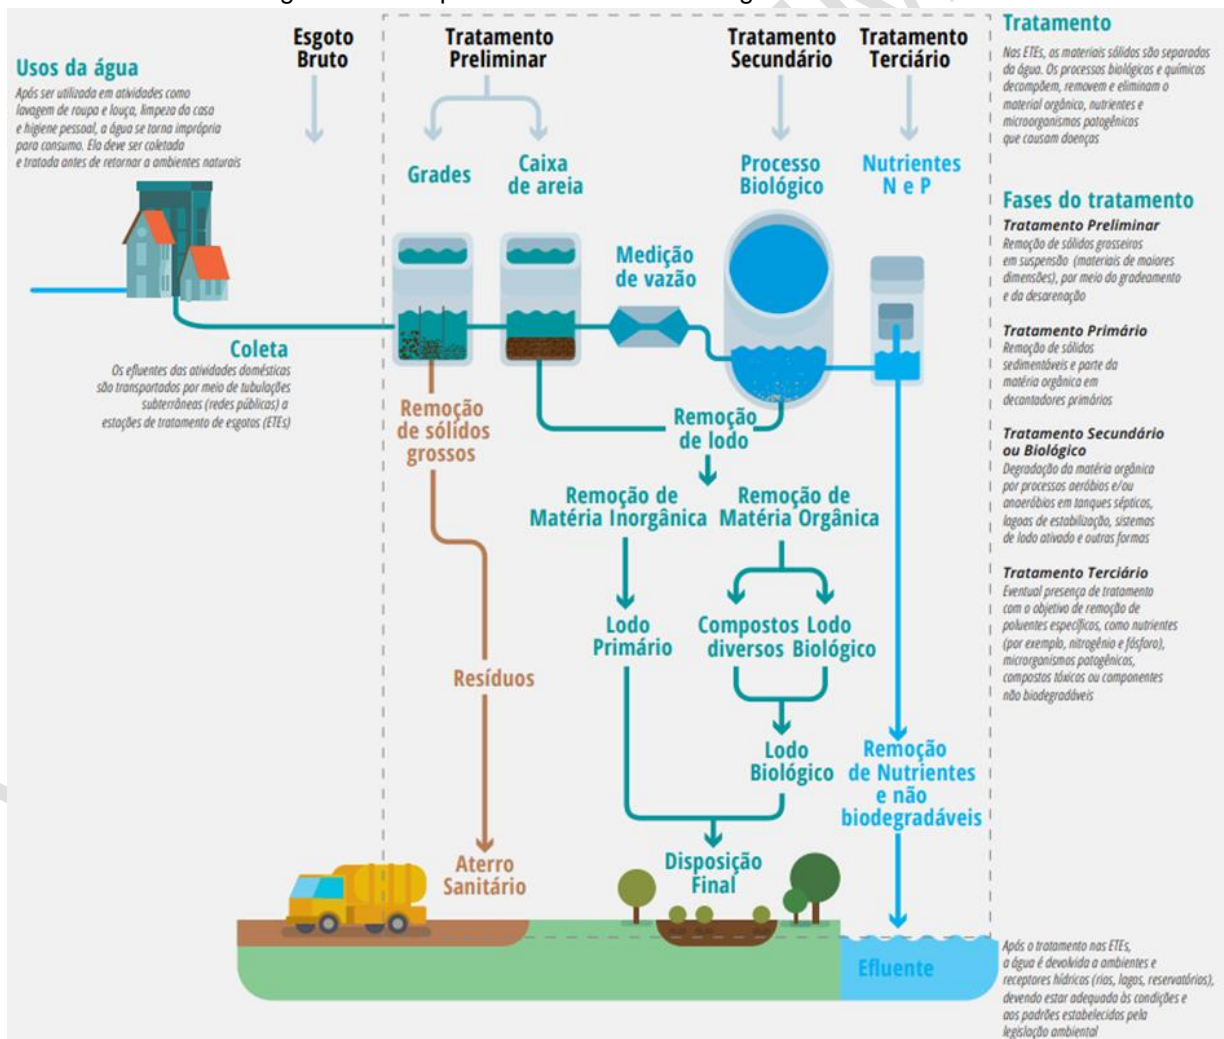 Esgoto
Bruto
Tratamento
Preliminar
Tratamento
Secundário
Tratamento
Terciário
Usos da água
Após ser utilizada em atividades como
lavagem de roupa e louça, limpeza da casa
e higiene pessoal, a água se torna imprópria
para consumo. Ela deve ser coletada
e tratada antes de retornar a ambientes naturais
Grades
Caixa
de areia
Processo
Biológico
Nutrientes
N e P
Medição
de vazão
Coleta
Os efluentes das atividades domésticas
são transportados por meio de tubulações
subterrâneas (redes públicas) a
estações de tratamento de esgotos (ETEs)
Remoção
de sólidos
grossos
Remoção
de lodo
Remoção de
Matéria Inorgânica
Remoção de
Matéria Orgânica
Lodo
Primário
Compostos
diversos
Lodo
Biológico
Resíduos
Lodo
Biológico
Remoção
de Nutrientes
e não
biodegradáveis
Aterro
Sanitário
Disposição
Final
Efluente
Tratamento
Nas ETEs, os materiais sólidos são separados
da água. Os processos biológicos e químicos
decompõem, removem e eliminam o
material orgânico, nutrientes e
microorganismos patogênicos
que causam doenças
Fases do tratamento
Tratamento Preliminar
Remoção de sólidos grosseiros
em suspensão (materiais de maiores
dimensões), por meio do gradeamento
e da desarenação
Tratamento Primário
Remoção de sólidos
sedimentáveis e parte da
matéria orgânica em
decantadores primários
Tratamento Secundário
ou Biológico
Degradação da matéria orgânica
por processos aeróbios e/ou
anaeróbios em tanques sépticos,
lagoas de estabilização, sistemas
de lodo ativado e outras formas
Tratamento Terciário
Eventual presença de tratamento
com o objetivo de remoção de
poluentes específicos, como nutrientes
(por exemplo, nitrogênio e fósforo),
microrganismos patogênicos,
compostos tóxicos ou componentes
não biodegradáveis
Após o tratamento nas ETEs,
a água é devolvida a ambientes e
receptores hídricos (rios, lagos, reservatórios),
devendo estar adequada às condições e
aos padrões estabelecidos pela
legislação ambiental